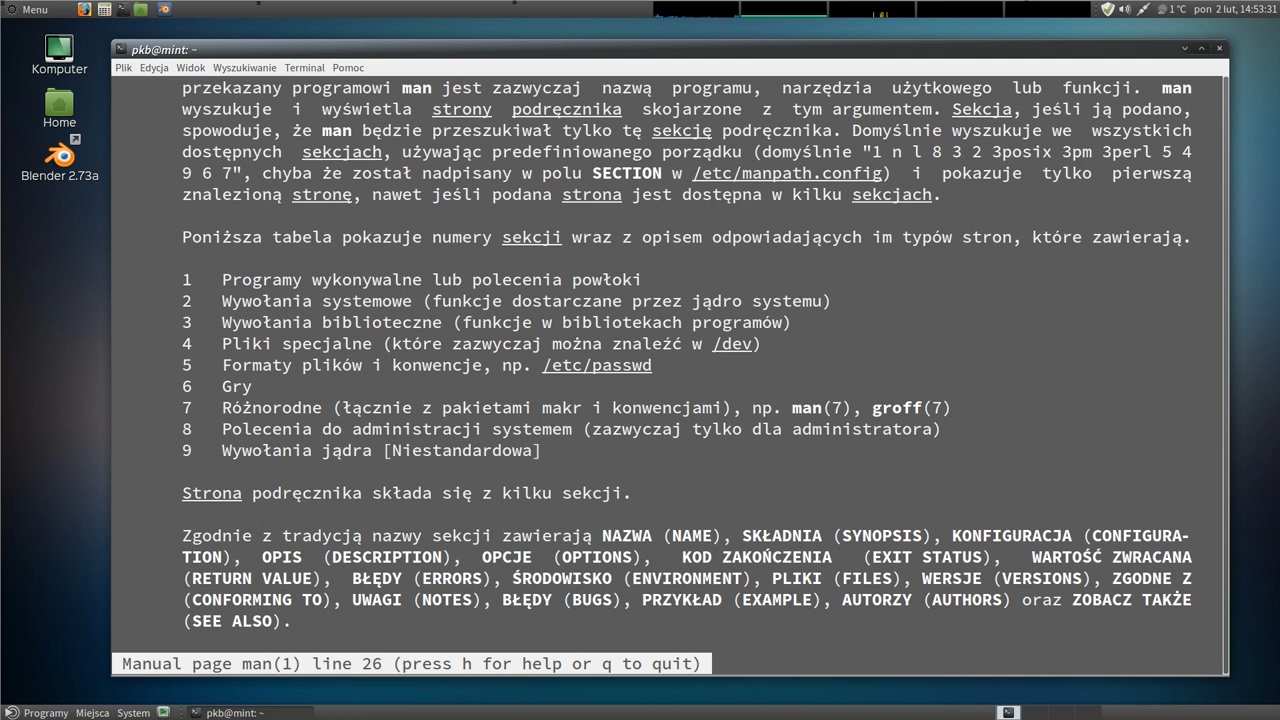 Menu
1 °C pon 2 lut, 14:53:31
Komputer
Home
Blender 2.73a
pkb@mint: ~
Plik Edycja Widok Wyszukiwanie Terminal Pomoc
przekazany programowi man jest zazwyczaj nazwą programu, narzędzia użytkowego lub funkcji. man
wyszukuje i wyświetla strony podręcznika skojarzone z tym argumentem. Sekcja, jeśli ją podano,
spowoduje, że man będzie przeszukiwał tylko tę sekcję podręcznika. Domyślnie wyszukuje we wszystkich
dostępnych sekcjach, używając predefiniowanego porządku (domyślnie "1 n l 8 3 2 3posix 3pm 3perl 5 4
9 6 7", chyba że został nadpisany w polu SECTION w /etc/manpath.config) i pokazuje tylko pierwszą
znalezioną stronę, nawet jeśli podana strona jest dostępna w kilku sekcjach.
Poniższa tabela pokazuje numery sekcji wraz z opisem odpowiadających im typów stron, które zawierają.
1 Programy wykonywalne lub polecenia powłoki
2 Wywołania systemowe (funkcje dostarczane przez jądro systemu)
3 Wywołania biblioteczne (funkcje w bibliotekach programów)
4 Pliki specjalne (które zazwyczaj można znaleźć w /dev)
5 Formaty plików i konwencje, np. /etc/passwd
6 Gry
7 Różnorodne (łącznie z pakietami makr i konwencjami), np. man(7), groff(7)
8 Polecenia do administracji systemem (zazwyczaj tylko dla administratora)
9 Wywołania jądra [Niestandardowa]
Strona podręcznika składa się z kilku sekcji.
Zgodnie z tradycją nazwy sekcji zawierają NAZWA (NAME), SKŁADNIA (SYNOPSIS), KONFIGURACJA (CONFIGURA-
TION), OPIS (DESCRIPTION), OPCJE (OPTIONS), KOD ZAKOŃCZENIA (EXIT STATUS), WARTOŚĆ ZWRACANA
(RETURN VALUE), BŁĘDY (ERRORS), ŚRODOWISKO (ENVIRONMENT), PLIKI (FILES), WERSJE (VERSIONS), ZGODNE Z
(CONFORMING TO), UWAGI (NOTES), BŁĘDY (BUGS), PRZYKŁAD (EXAMPLE), AUTORZY (AUTHORS) oraz ZOBACZ TAKŻE
(SEE ALSO).
Manual page man(1) line 26 (press h for help or q to quit)
Programy Miejsca System pkb@mint: ~